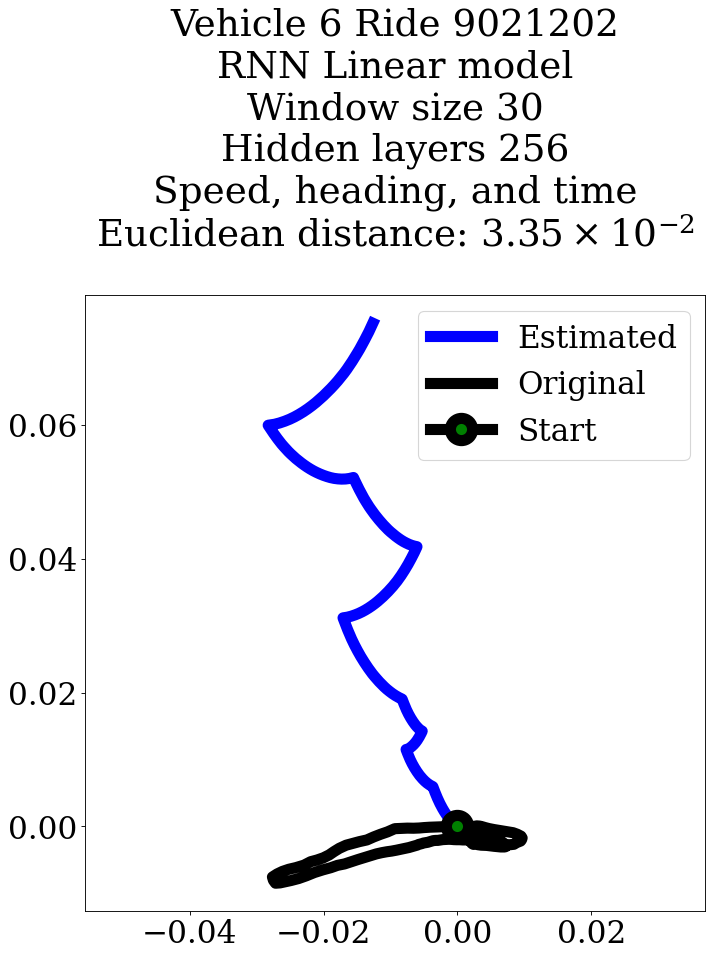 Vehicle 6 Ride 9021202
RNN Linear model
Window size 30
Hidden layers 256
Speed, heading, and time
Euclidean distance: 3.35 × 10⁻²
Estimated
Original
Start
0.06
0.04
0.02
0.00
−0.04
−0.02
0.00
0.02